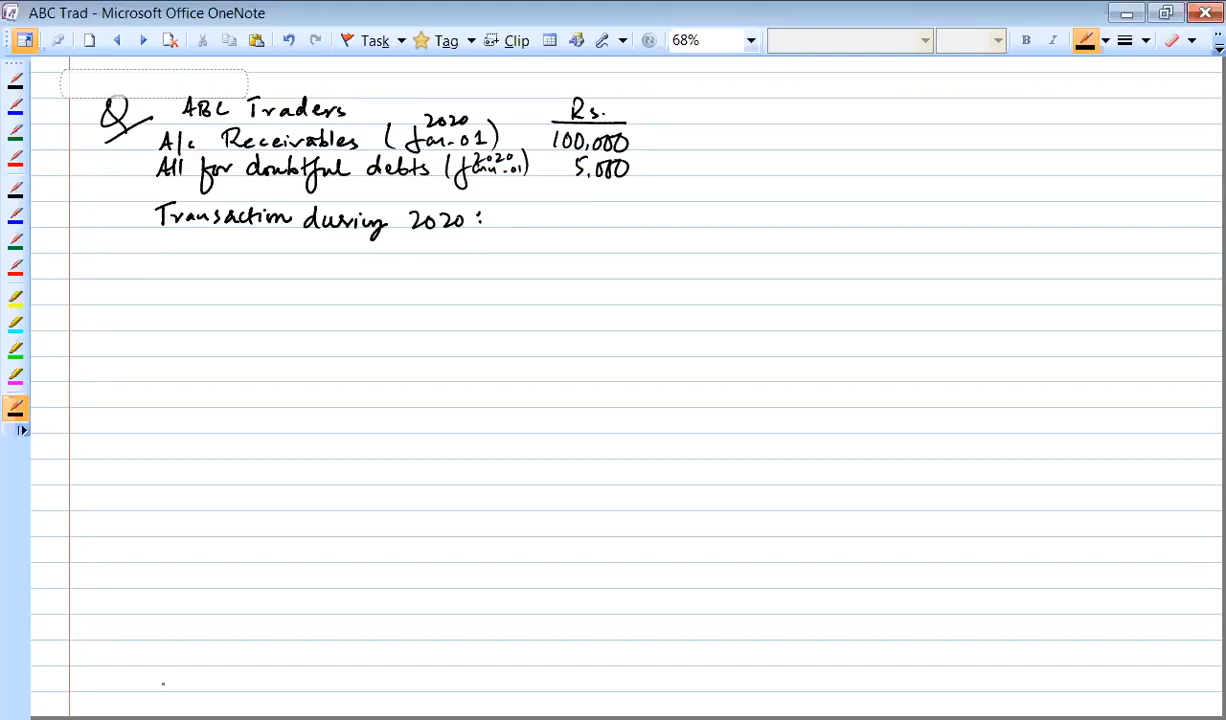 ABC Trad - Microsoft Office OneNote
Task Tag Clip 68% B I
Q ABC Traders Rs.
A/c Receivables (Jan-01) 2020 100,000
All for doubtful debts (Jan-01) 2020 5,000
Transaction during 2020: